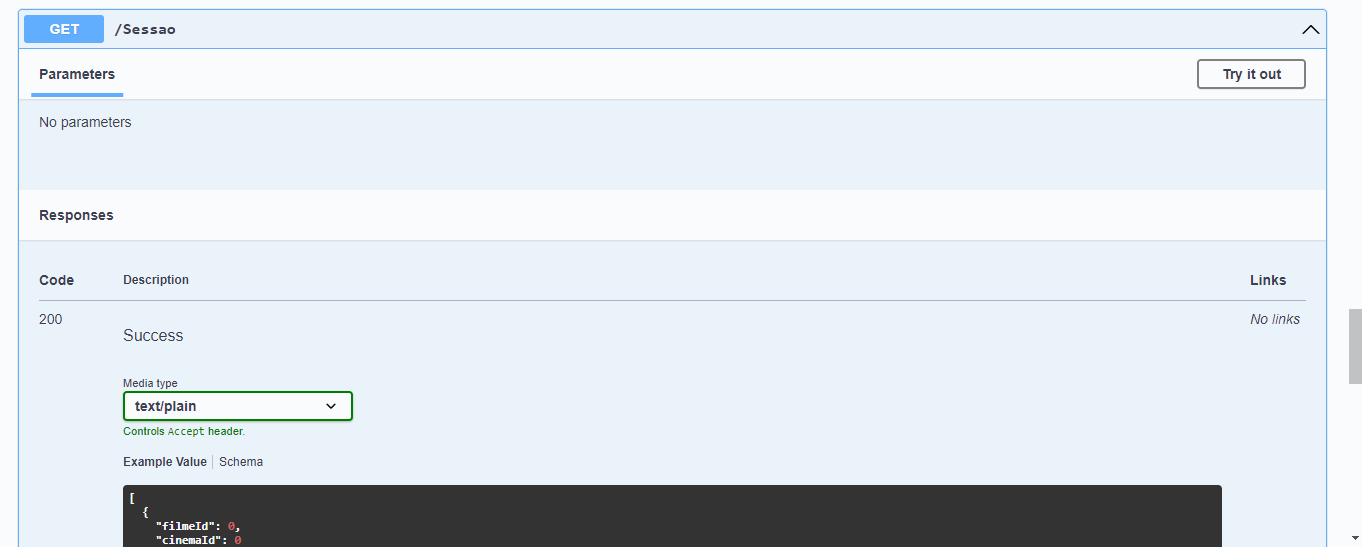 GET /Sessao
Parameters Try it out
No parameters
Responses
Code Description Links
200 Success No links
Media type
text/plain
Controls Accept header.
Example Value Schema
[
{
"filmeId": 0,
"cinemaId": 0